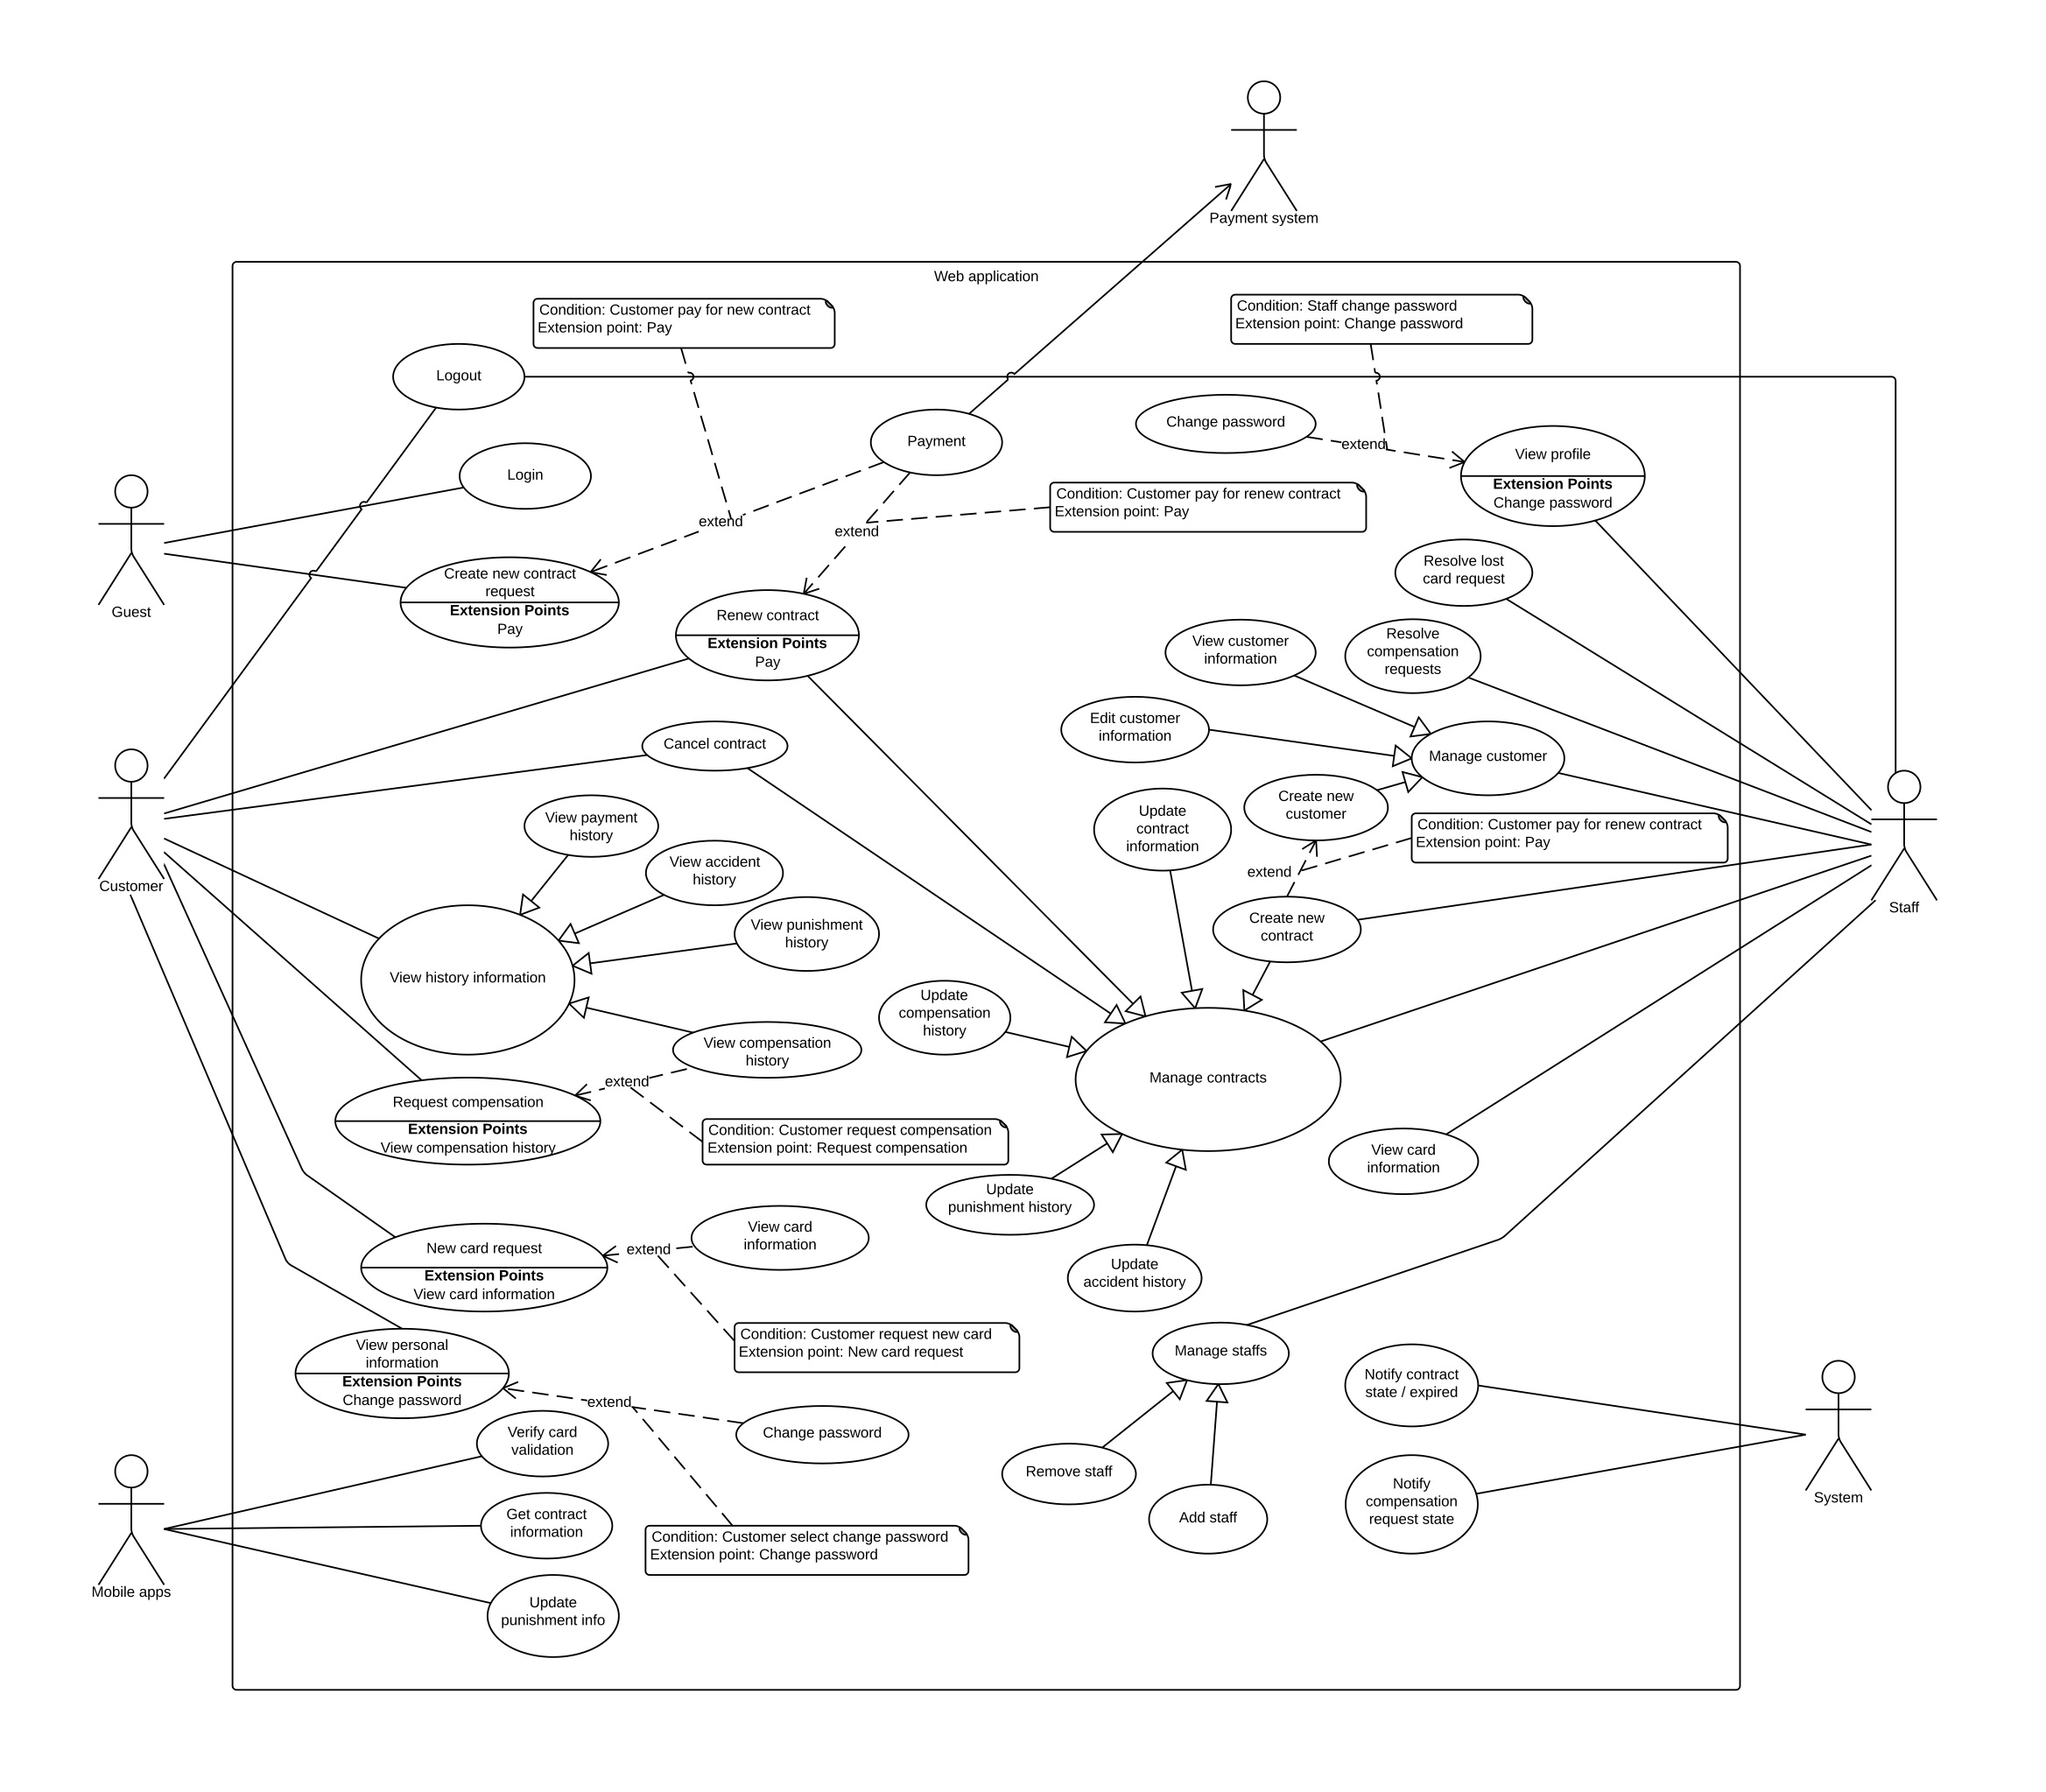 Payment system
Web application
Condition: Customer pay for new contract
Extension point: Pay
Condition: Staff change password
Extension point: Change password
Logout
Payment
Change password
extend
View profile
Extension Points
Change password
Login
Condition: Customer pay for renew contract
Extension point: Pay
extend
extend
Guest
Create new contract
request
Extension Points
Pay
Renew contract
Extension Points
Pay
Resolve lost
card request
View customer
information
Resolve
compensation
requests
Edit customer
information
Manage customer
Cancel contract
Create new
customer
Update
contract
information
Condition: Customer pay for renew contract
Extension point: Pay
extend
View payment
history
View accident
history
Customer
Staff
View punishment
history
Create new
contract
View history information
Update
compensation
history
View compensation
history
Manage contracts
extend
Request compensation
Extension Points
View compensation history
Condition: Customer request compensation
Extension point: Request compensation
View card
information
Update
punishment history
View card
information
extend
New card request
Extension Points
View card information
Update
accident history
Condition: Customer request new card
Extension point: New card request
View personal
information
Extension Points
Change password
Manage staffs
Notify contract
state / expired
extend
Change password
Verify card
validation
Remove staff
Add staff
Notify
compensation
request state
System
Get contract
information
Condition: Customer select change password
Extension point: Change password
Mobile apps
Update
punishment info